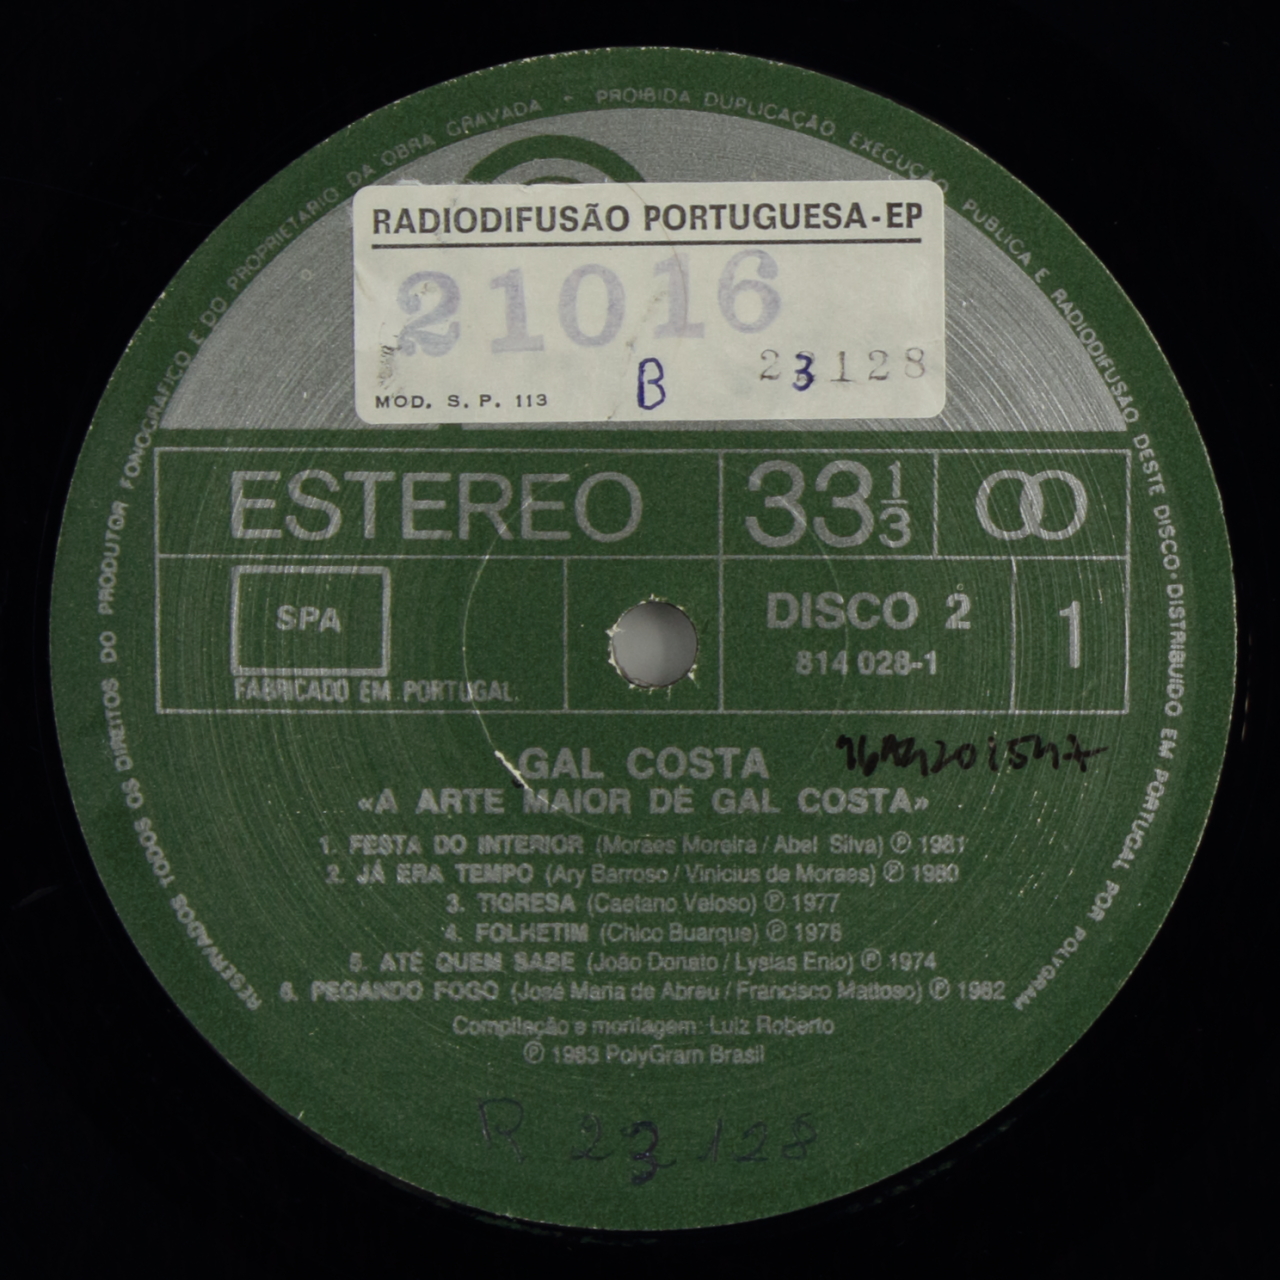 RESERVADOS TODOS OS DIREITOS DO PRODUTOR FONOGRÁFICO E DO PROPRIETÁRIO DA OBRA GRAVADA - PROIBIDA DUPLICAÇÃO, EXECUÇÃO PÚBLICA E RADIODIFUSÃO DESTE DISCO • DISTRIBUÍDO EM PORTUGAL POR POLYGRAM
RADIODIFUSÃO PORTUGUESA-EP
21016
B 23128
MOD. S. P. 113
ESTEREO 33 1/3
SPA DISCO 2 1
814 028-1
FABRICADO EM PORTUGAL.
GAL COSTA
«A ARTE MAIOR DE GAL COSTA»
1. FESTA DO INTERIOR (Moraes Moreira / Abel Silva) ℗ 1981
2. JÁ ERA TEMPO (Ary Barroso / Vinicius de Moraes) ℗ 1980
3. TIGRESA (Caetano Veloso) ℗ 1977
4. FOLHETIM (Chico Buarque) ℗ 1978
5. ATÉ QUEM SABE (João Donato / Lysias Enio) ℗ 1974
6. PEGANDO FOGO (José Maria de Abreu / Francisco Mattoso) ℗ 1982
Compilação e montagem: Luiz Roberto
℗ 1983 PolyGram Brasil
R 23128